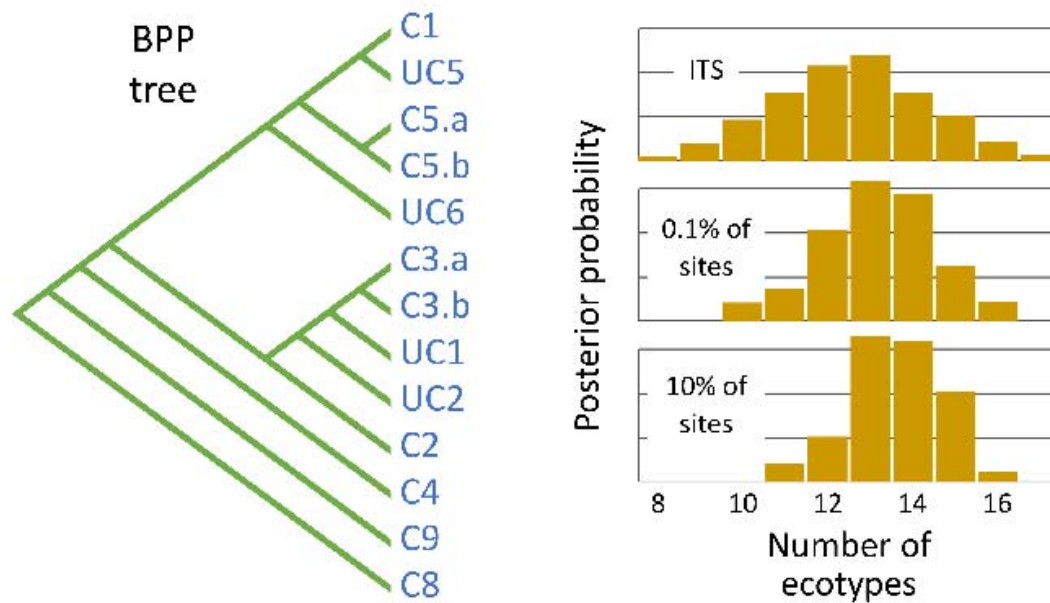 BPP
tree
C1
UC5
C5.a
C5.b
UC6
C3.a
C3.b
UC1
UC2
C2
C4
C9
C8
Posterior probability
ITS
0.1% of
sites
10% of
sites
8 10 12 14 16
Number of
ecotypes